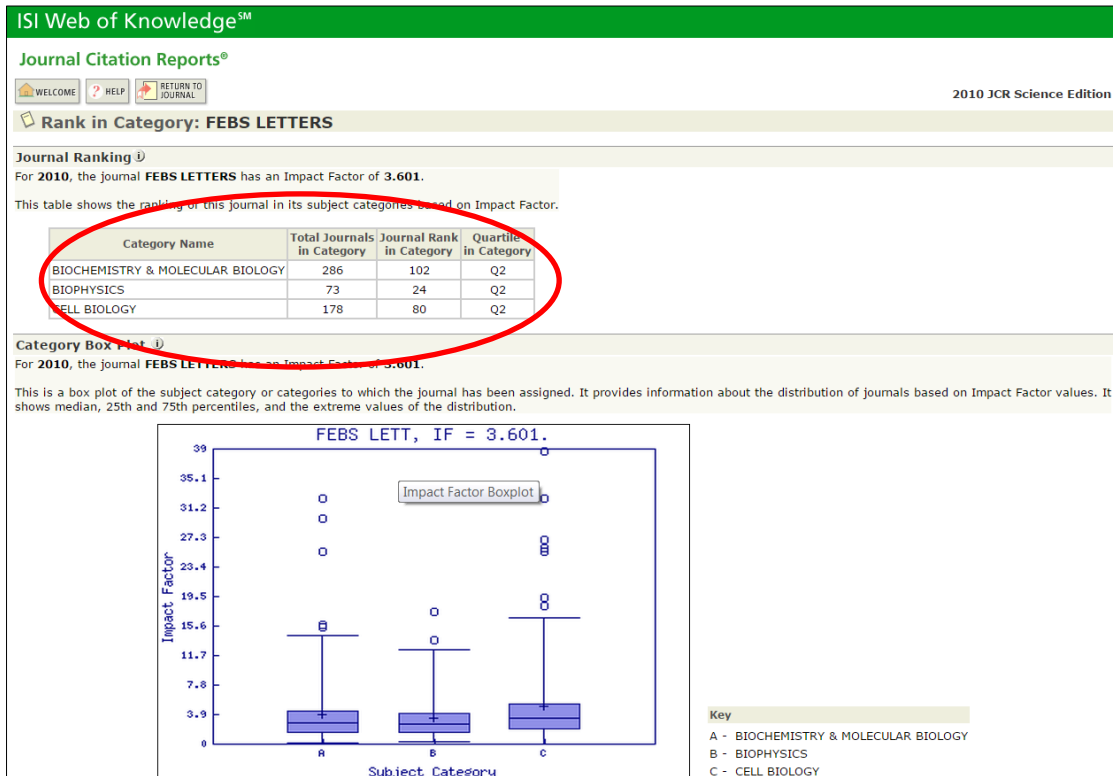 ISI Web of Knowledge℠
Journal Citation Reports®
WELCOME ? HELP RETURN TO JOURNAL
2010 JCR Science Edition
Rank in Category: FEBS LETTERS
Journal Ranking i
For 2010, the journal FEBS LETTERS has an Impact Factor of 3.601.
This table shows the ranking of this journal in its subject categories based on Impact Factor.
Category Name Total Journals in Category Journal Rank in Category Quartile in Category
BIOCHEMISTRY & MOLECULAR BIOLOGY 286 102 Q2
BIOPHYSICS 73 24 Q2
CELL BIOLOGY 178 80 Q2
Category Box Plot i
For 2010, the journal FEBS LETTERS has an Impact Factor of 3.601.
This is a box plot of the subject category or categories to which the journal has been assigned. It provides information about the distribution of journals based on Impact Factor values. It
shows median, 25th and 75th percentiles, and the extreme values of the distribution.
FEBS LETT, IF = 3.601.
Impact Factor Boxplot
39
35.1
31.2
27.3
23.4
19.5
15.6
11.7
7.8
3.9
0
Impact Factor
A B C
Subject Category
Key
A - BIOCHEMISTRY & MOLECULAR BIOLOGY
B - BIOPHYSICS
C - CELL BIOLOGY